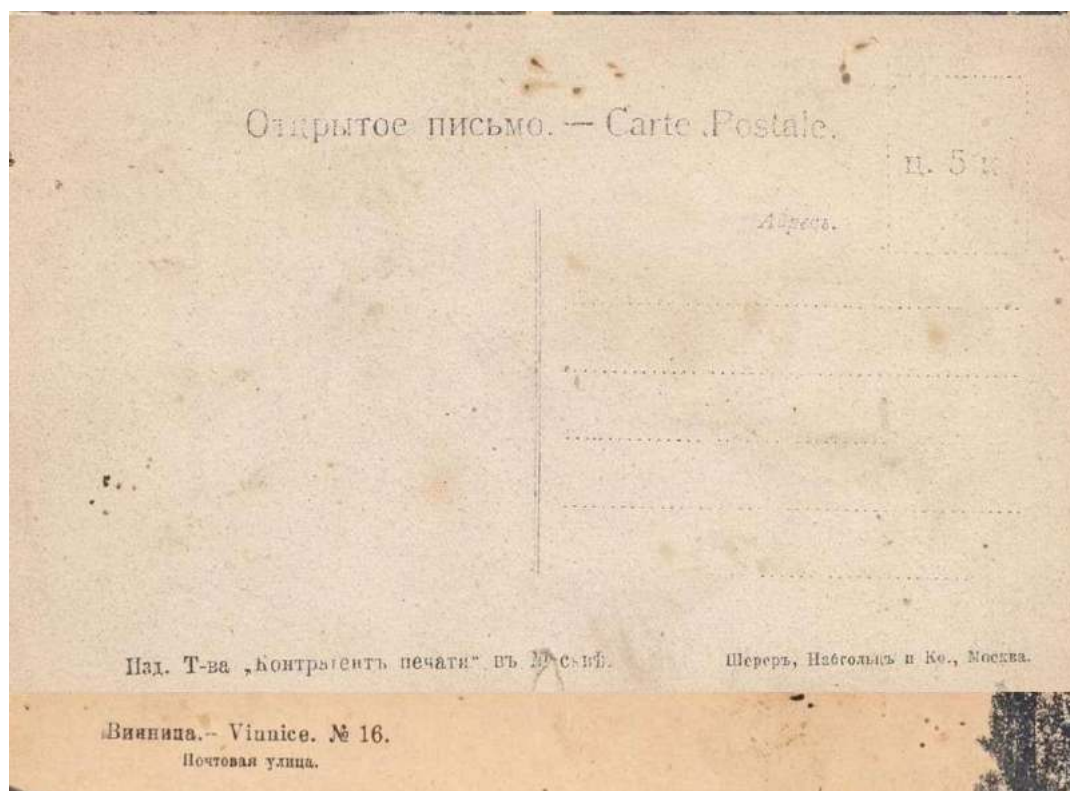 Открытое письмо. — Carte Postale.
ц. 5 к
Адресъ.
Изд. Т-ва „Контрагентъ печати" въ Москвѣ.
Шереръ, Набгольцъ и Ко., Москва.
Винница.– Vinnice. № 16.
Почтовая улица.